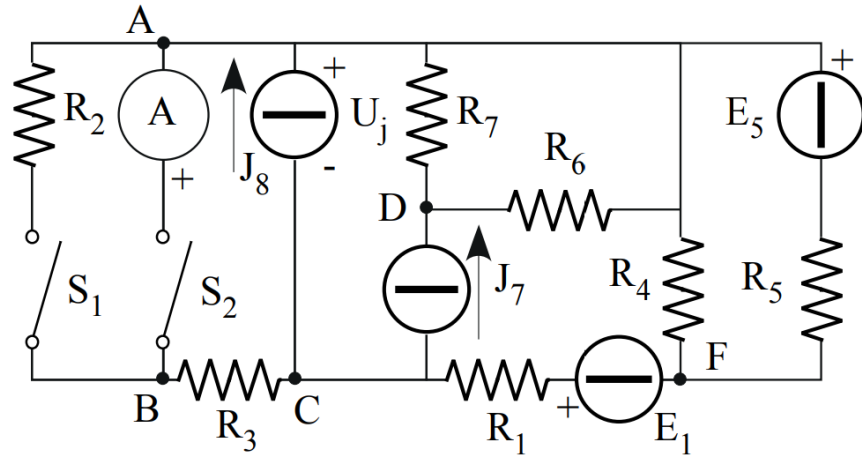 A
R2
A
+
J8
+
Uj
-
R7
E5
+
R6
D
S1
S2
J7
R4
R5
F
B
R3
C
R1
+
E1